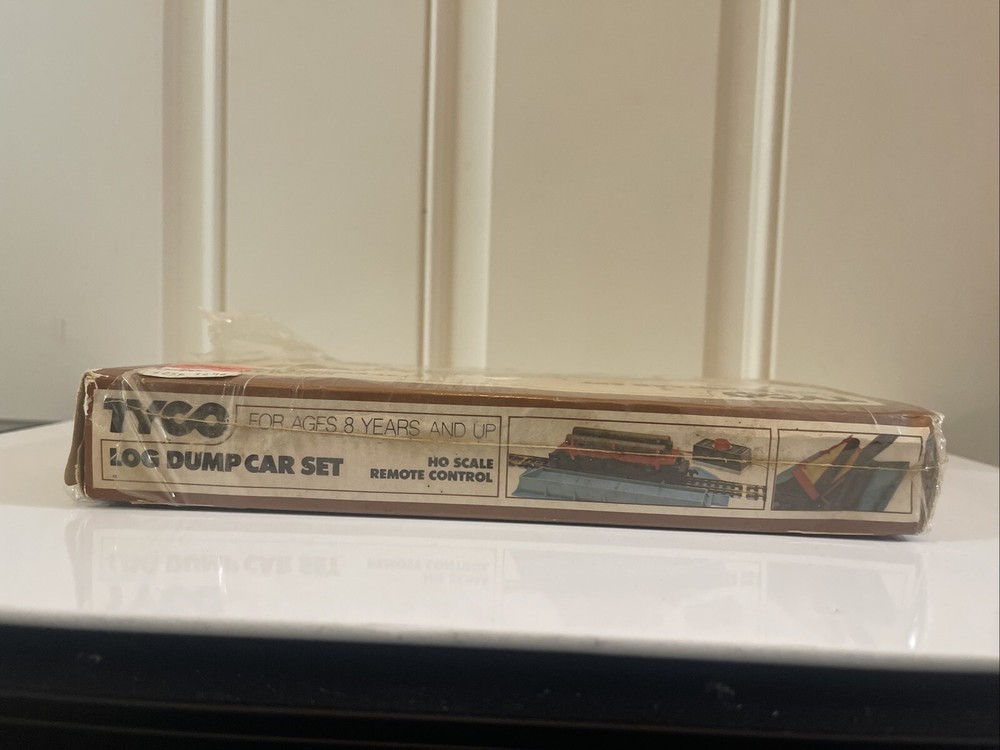 TYCO
FOR AGES 8 YEARS AND UP
LOG DUMP CAR SET
HO SCALE
REMOTE CONTROL